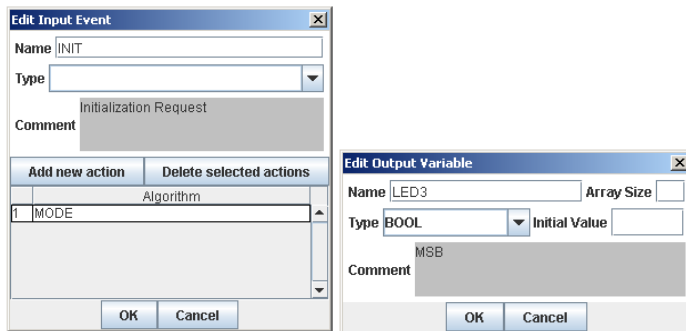 Edit Input Event
Name INIT
Type
Initialization Request
Comment
Add new action Delete selected actions
Algorithm
1 MODE
OK Cancel
Edit Output Variable
Name LED3 Array Size
Type BOOL Initial Value
MSB
Comment
OK Cancel